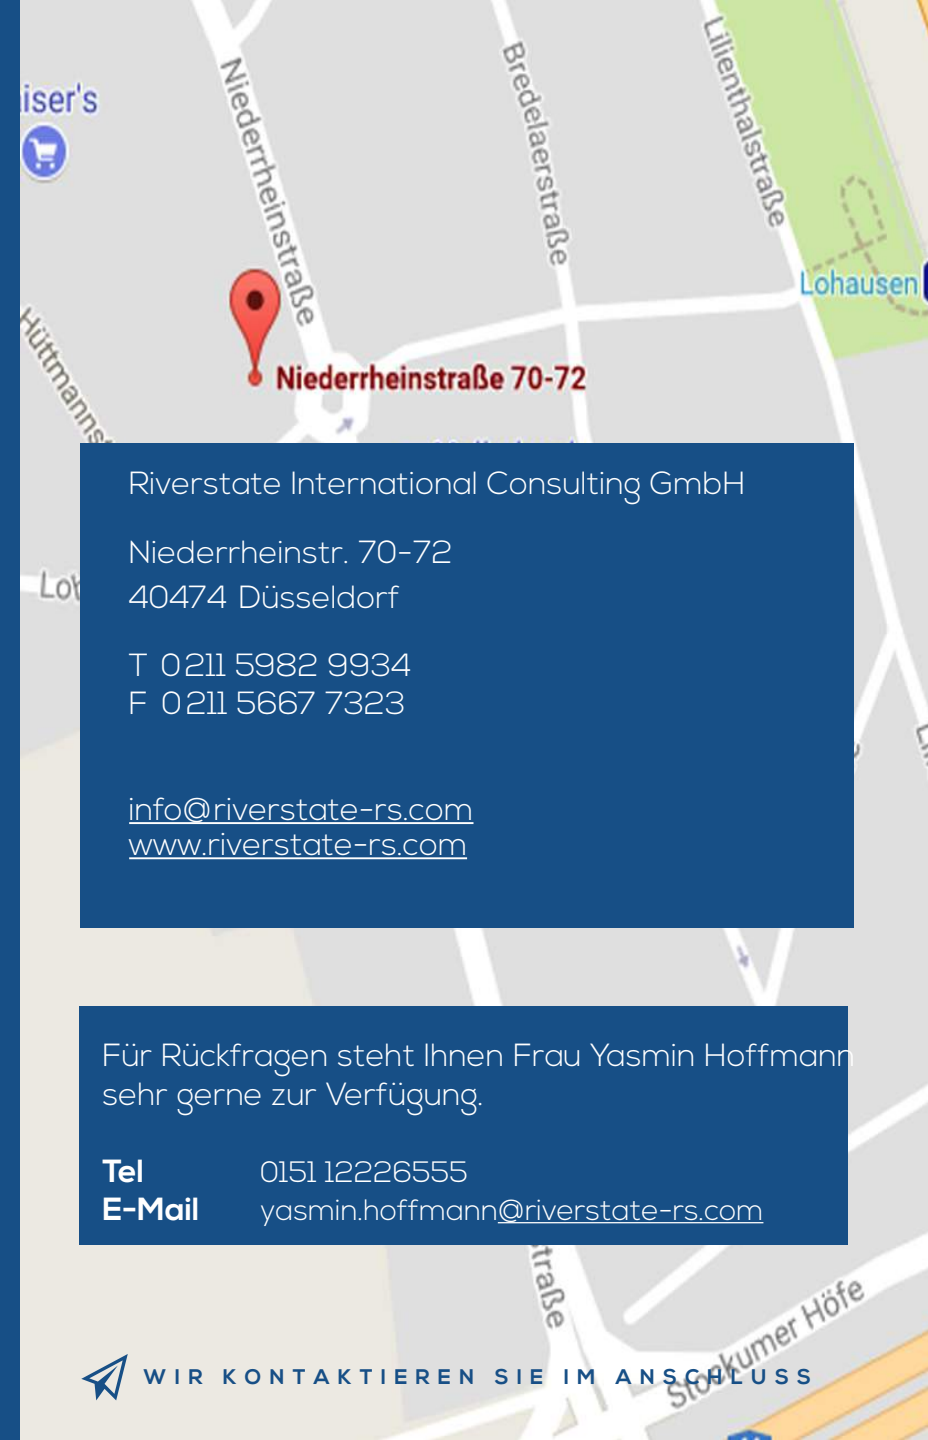 iser's
Niederrheinstraße
Bredelaerstraße
Lilienthalstraße
Lohausen
Niederrheinstraße 70-72
Riverstate International Consulting GmbH
Niederrheinstr. 70-72
40474 Düsseldorf
T 0211 5982 9934
F 0211 5667 7323
info@riverstate-rs.com
www.riverstate-rs.com
Für Rückfragen steht Ihnen Frau Yasmin Hoffmann
sehr gerne zur Verfügung.
Tel 0151 12226555
E-Mail yasmin.hoffmann@riverstate-rs.com
traße
Stockumer Höfe
WIR KONTAKTIEREN SIE IM ANSCHLUSS